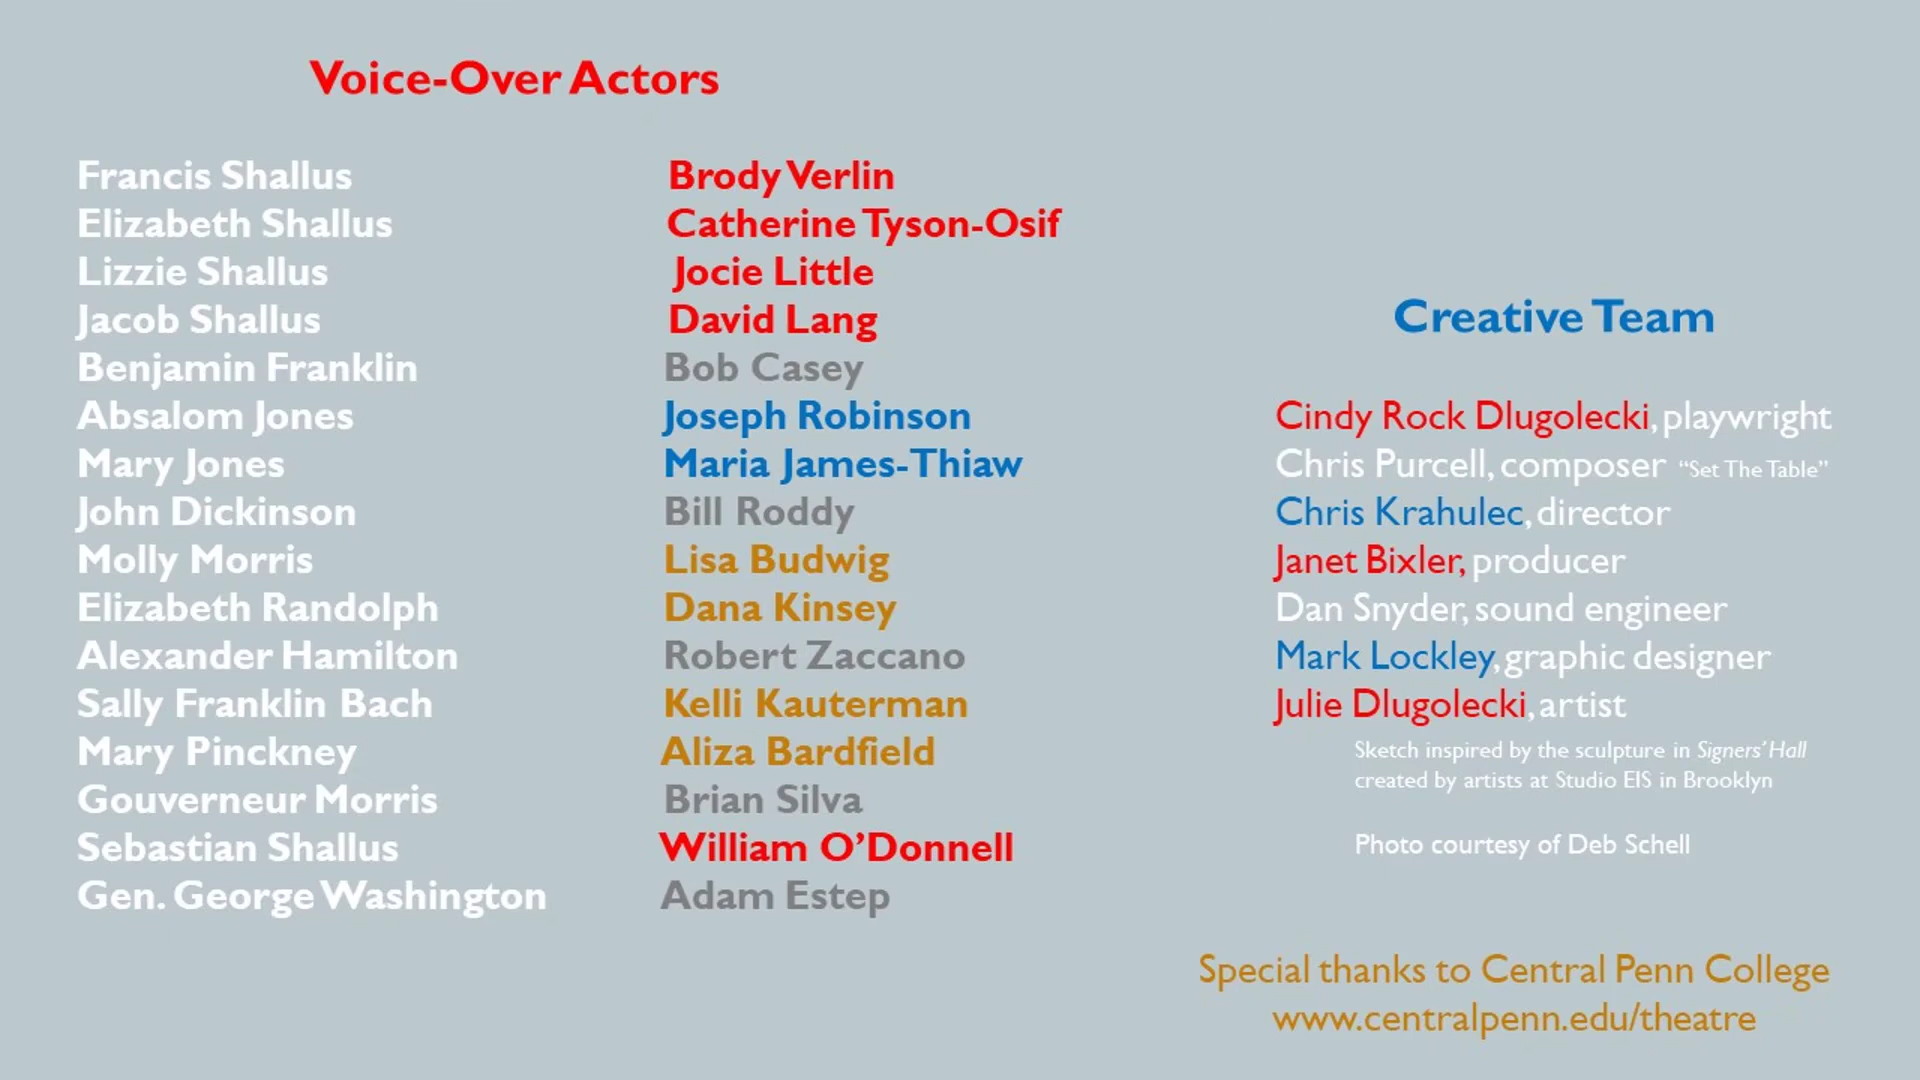 Voice-Over Actors
Francis Shallus Brody Verlin
Elizabeth Shallus Catherine Tyson-Osif
Lizzie Shallus Jocie Little
Jacob Shallus David Lang
Benjamin Franklin Bob Casey
Absalom Jones Joseph Robinson
Mary Jones Maria James-Thiaw
John Dickinson Bill Roddy
Molly Morris Lisa Budwig
Elizabeth Randolph Dana Kinsey
Alexander Hamilton Robert Zaccano
Sally Franklin Bach Kelli Kauterman
Mary Pinckney Aliza Bardfield
Gouverneur Morris Brian Silva
Sebastian Shallus William O’Donnell
Gen. George Washington Adam Estep
Creative Team
Cindy Rock Dlugolecki, playwright
Chris Purcell, composer “Set The Table”
Chris Krahulec, director
Janet Bixler, producer
Dan Snyder, sound engineer
Mark Lockley, graphic designer
Julie Dlugolecki, artist
Sketch inspired by the sculpture in Signers’ Hall
created by artists at Studio EIS in Brooklyn
Photo courtesy of Deb Schell
Special thanks to Central Penn College
www.centralpenn.edu/theatre